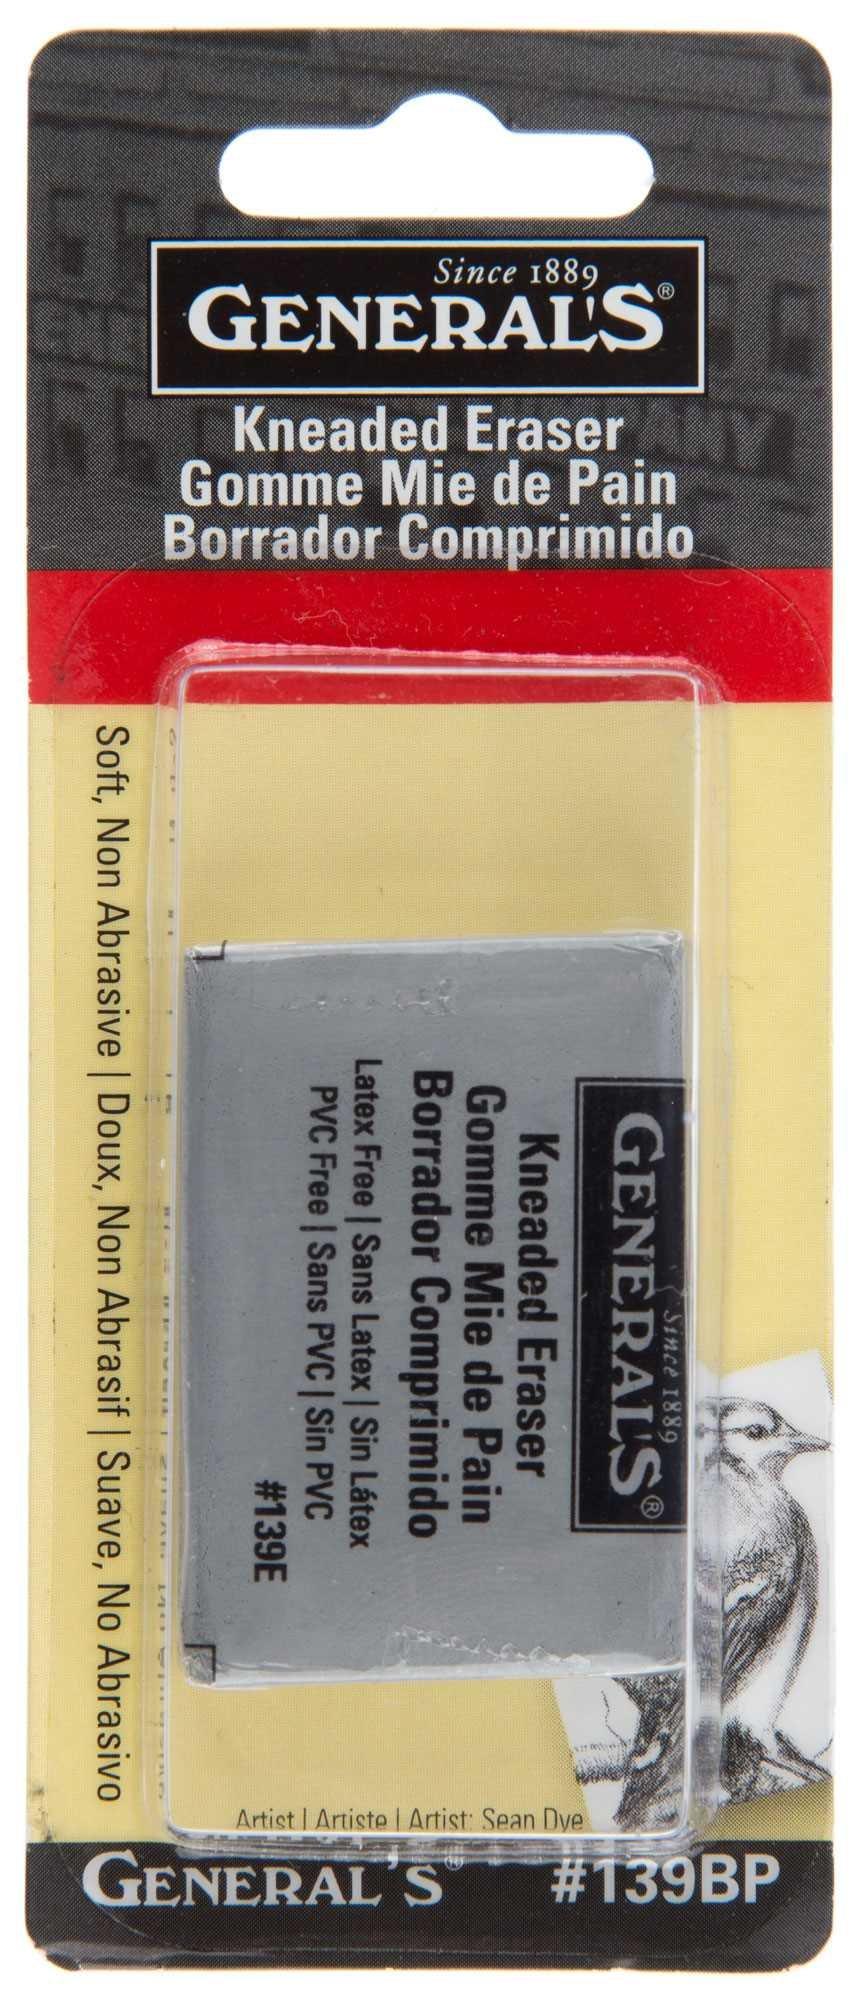 Since 1889
GENERAL'S®
Kneaded Eraser
Gomme Mie de Pain
Borrador Comprimido
Soft, Non Abrasive | Doux, Non Abrasif | Suave, No Abrasivo
Since 1889
GENERAL'S®
Kneaded Eraser
Gomme Mie de Pain
Borrador Comprimido
Latex Free | Sans Latex | Sin Látex
PVC Free | Sans PVC | Sin PVC
#139E
Artist | Artiste | Artist: Sean Dye
GENERAL'S®
#139BP